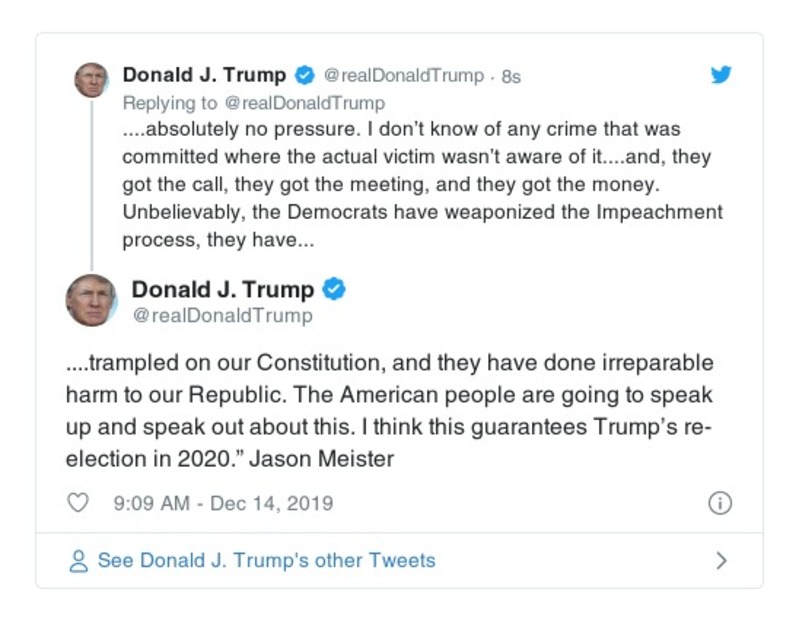 Donald J. Trump @realDonaldTrump · 8s
Replying to @realDonaldTrump
....absolutely no pressure. I don't know of any crime that was
committed where the actual victim wasn't aware of it....and, they
got the call, they got the meeting, and they got the money.
Unbelievably, the Democrats have weaponized the Impeachment
process, they have...
Donald J. Trump
@realDonaldTrump
....trampled on our Constitution, and they have done irreparable
harm to our Republic. The American people are going to speak
up and speak out about this. I think this guarantees Trump's re-
election in 2020.” Jason Meister
9:09 AM - Dec 14, 2019
See Donald J. Trump's other Tweets